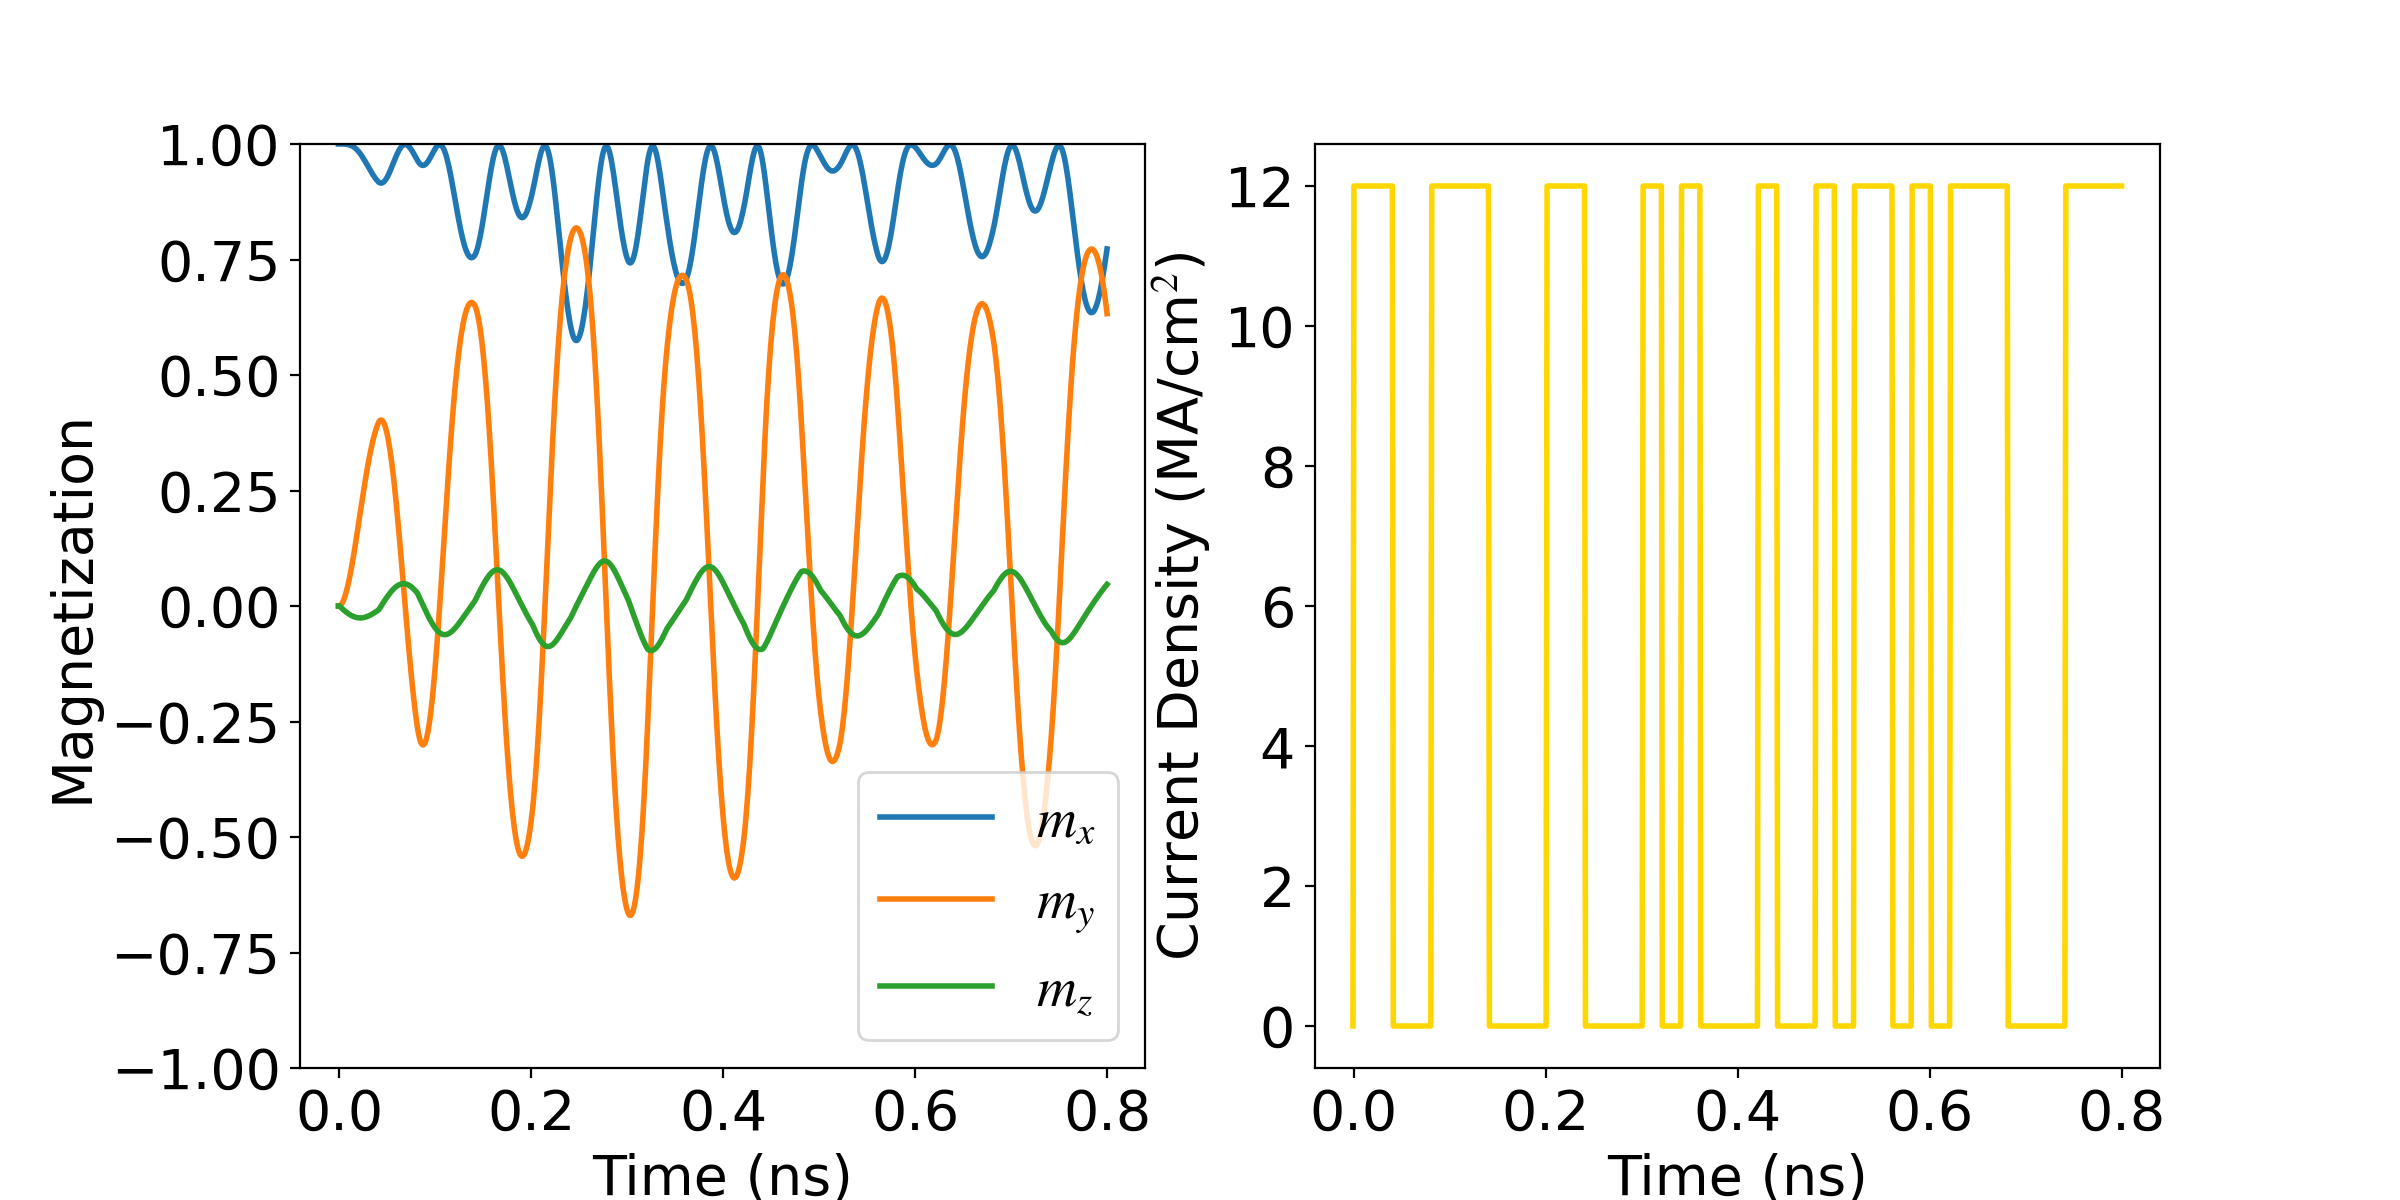 1.00
0.75
0.50
0.25
0.00
−0.25
−0.50
−0.75
−1.00
0.0 0.2 0.4 0.6 0.8
Time (ns)
Magnetization
m_x
m_y
m_z
12
10
8
6
4
2
0
0.0 0.2 0.4 0.6 0.8
Time (ns)
Current Density (MA/cm²)